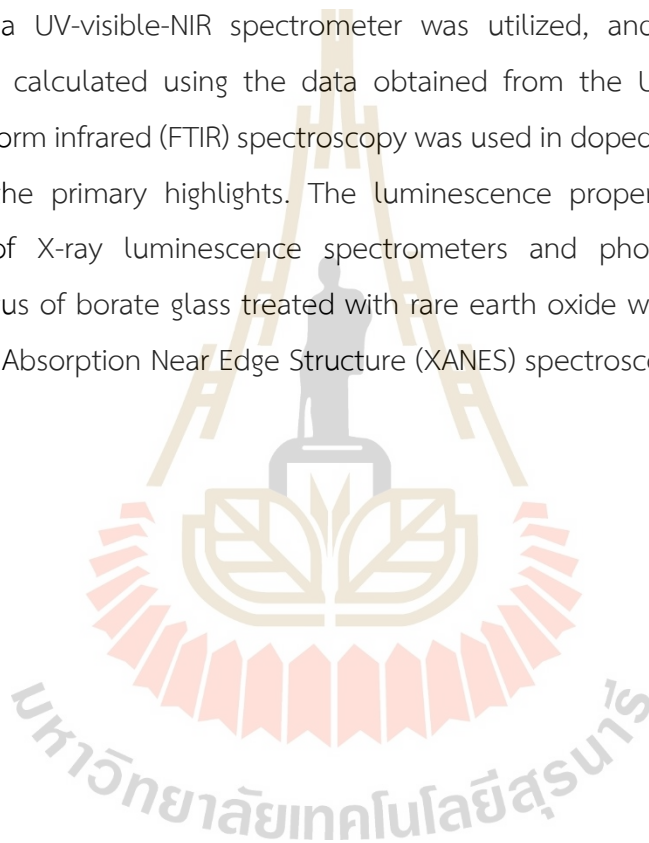 a UV-visible-NIR spectrometer was utilized, and
calculated using the data obtained from the U
orm infrared (FTIR) spectroscopy was used in doped
he primary highlights. The luminescence proper
of X-ray luminescence spectrometers and pho
us of borate glass treated with rare earth oxide w
Absorption Near Edge Structure (XANES) spectrosc
มหาวิทยาลัยเทคโนโลยีสุรนารี